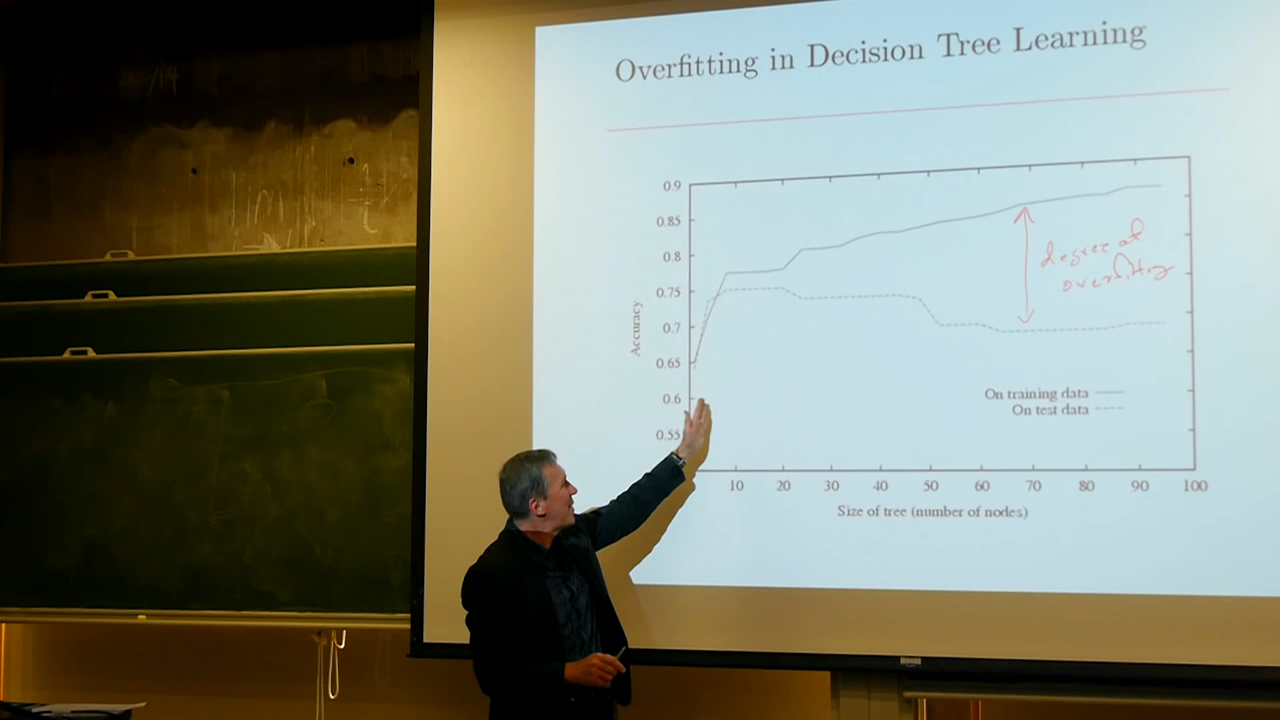 Overfitting in Decision Tree Learning
0.9
0.85
0.8
0.75
0.7
0.65
0.6
0.55
Accuracy
degree of
overfitting
On training data
On test data
10 20 30 40 50 60 70 80 90 100
Size of tree (number of nodes)